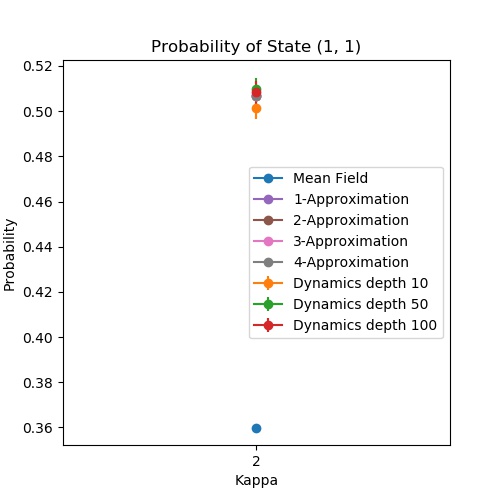 Probability of State (1, 1)
0.52
0.50
0.48
0.46
0.44
0.42
0.40
0.38
0.36
Probability
Mean Field
1-Approximation
2-Approximation
3-Approximation
4-Approximation
Dynamics depth 10
Dynamics depth 50
Dynamics depth 100
2
Kappa